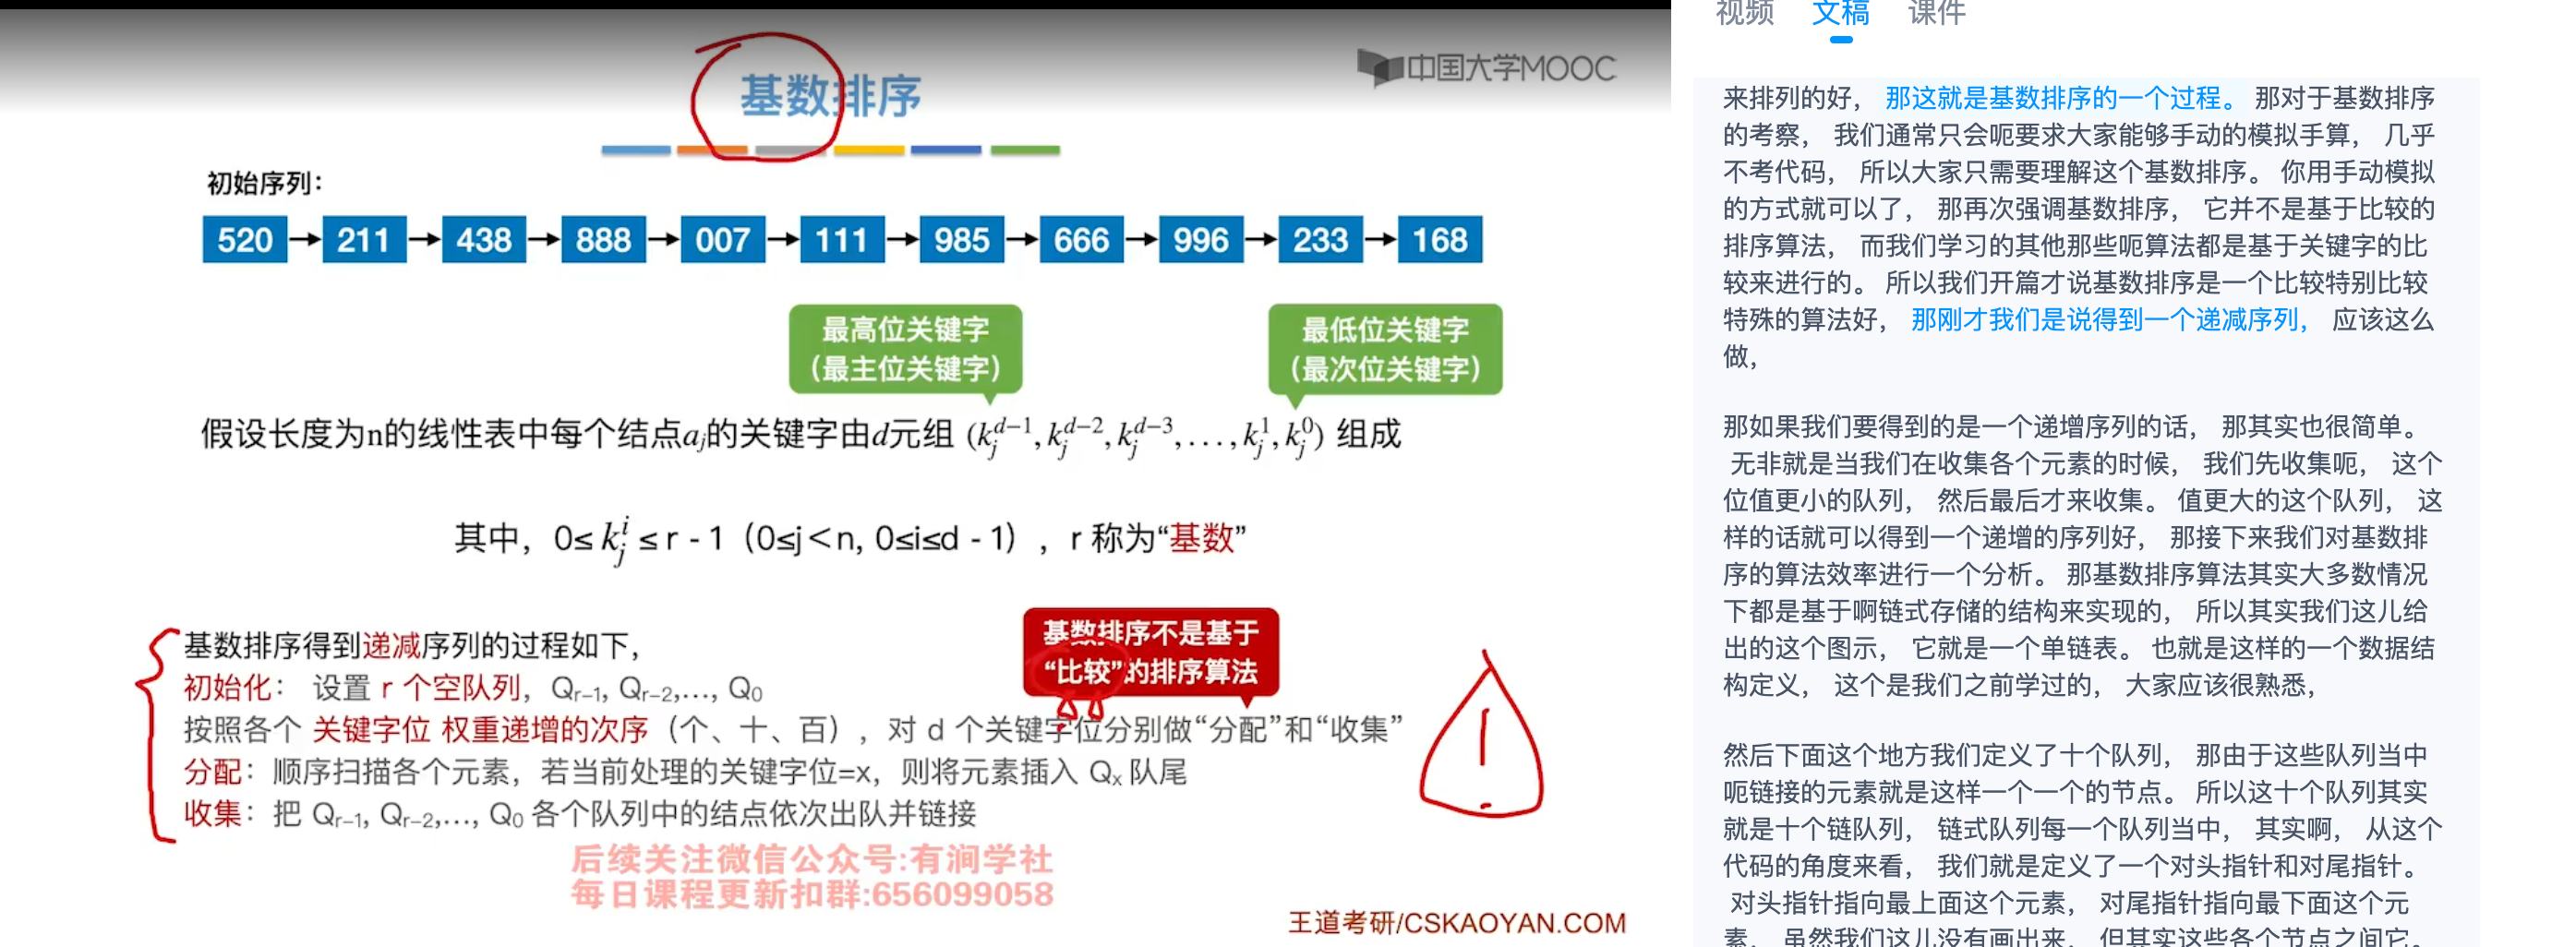 基数排序
中国大学MOOC
初始序列：
520 → 211 → 438 → 888 → 007 → 111 → 985 → 666 → 996 → 233 → 168
最高位关键字
（最主位关键字）
最低位关键字
（最次位关键字）
假设长度为n的线性表中每个结点aⱼ的关键字由d元组 (kⱼᵈ⁻¹, kⱼᵈ⁻², kⱼᵈ⁻³, . . . , kⱼ¹, kⱼ⁰) 组成
其中，0≤ kⱼⁱ ≤ r - 1（0≤j＜n, 0≤i≤d - 1），r 称为“基数”
基数排序不是基于
“比较”的排序算法
基数排序得到递减序列的过程如下，
初始化： 设置 r 个空队列，Qᵣ₋₁, Qᵣ₋₂,…, Q₀
按照各个 关键字位 权重递增的次序（个、十、百），对 d 个关键字位分别做“分配”和“收集”
分配：顺序扫描各个元素，若当前处理的关键字位=x，则将元素插入 Qₓ 队尾
收集：把 Qᵣ₋₁, Qᵣ₋₂,…, Q₀ 各个队列中的结点依次出队并链接
后续关注微信公众号:有涧学社
每日课程更新扣群:656099058
王道考研/CSKAOYAN.COM
视频 文稿 课件
来排列的好， 那这就是基数排序的一个过程。 那对于基数排序
的考察， 我们通常只会呃要求大家能够手动的模拟手算， 几乎
不考代码， 所以大家只需要理解这个基数排序。 你用手动模拟
的方式就可以了， 那再次强调基数排序， 它并不是基于比较的
排序算法， 而我们学习的其他那些呃算法都是基于关键字的比
较来进行的。 所以我们开篇才说基数排序是一个比较特别比较
特殊的算法好， 那刚才我们是说得到一个递减序列， 应该这么
做，
那如果我们要得到的是一个递增序列的话， 那其实也很简单。
无非就是当我们在收集各个元素的时候， 我们先收集呃， 这个
位值更小的队列， 然后最后才来收集。 值更大的这个队列， 这
样的话就可以得到一个递增的序列好， 那接下来我们对基数排
序的算法效率进行一个分析。 那基数排序算法其实大多数情况
下都是基于啊链式存储的结构来实现的， 所以其实我们这儿给
出的这个图示， 它就是一个单链表。 也就是这样的一个数据结
构定义， 这个是我们之前学过的， 大家应该很熟悉，
然后下面这个地方我们定义了十个队列， 那由于这些队列当中
呃链接的元素就是这样一个一个的节点。 所以这十个队列其实
就是十个链队列， 链式队列每一个队列当中， 其实啊， 从这个
代码的角度来看， 我们就是定义了一个对头指针和对尾指针。
对头指针指向最上面这个元素， 对尾指针指向最下面这个元
素， 虽然我们这儿没有画出来， 但其实这些各个节点之间它，